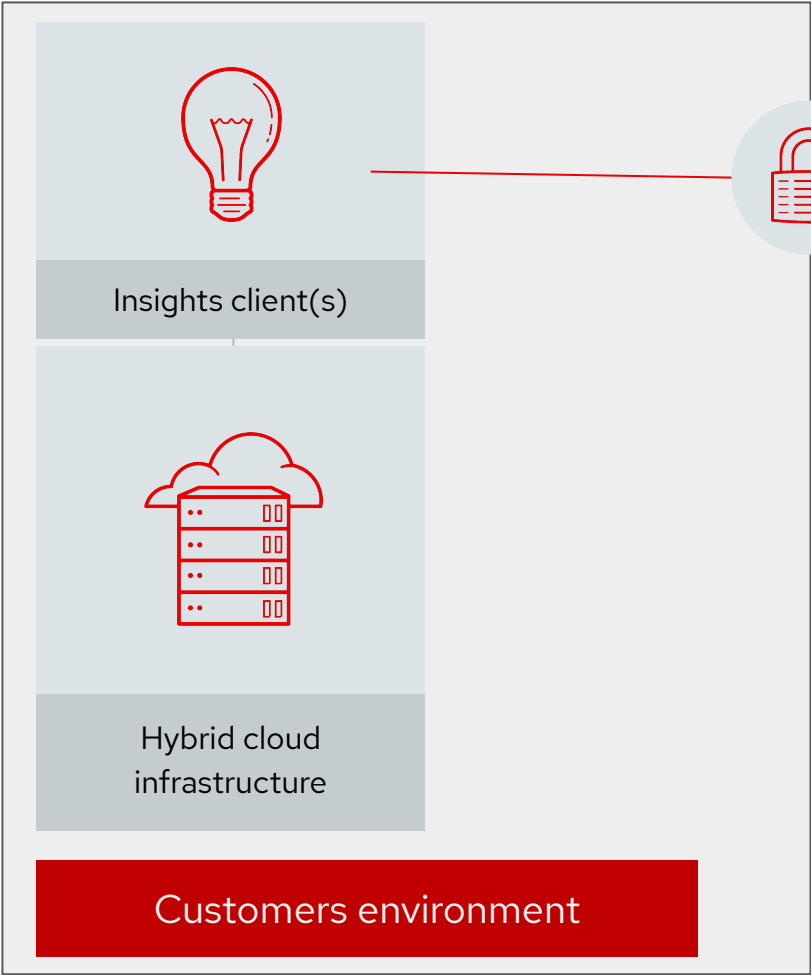 Insights client(s)
Hybrid cloud
infrastructure
Customers environment